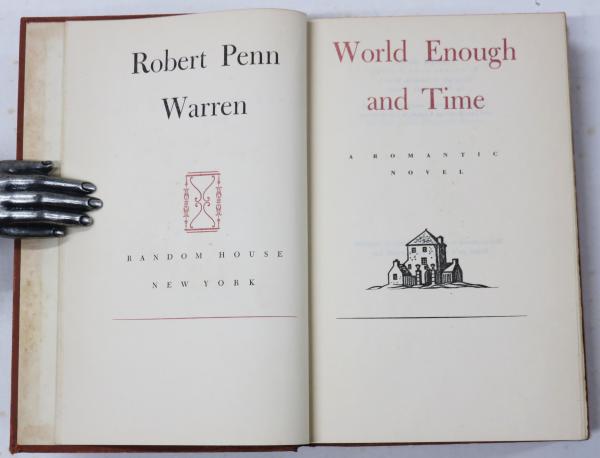 Robert Penn
Warren
RANDOM HOUSE
NEW YORK
World Enough
and Time
A ROMANTIC
NOVEL